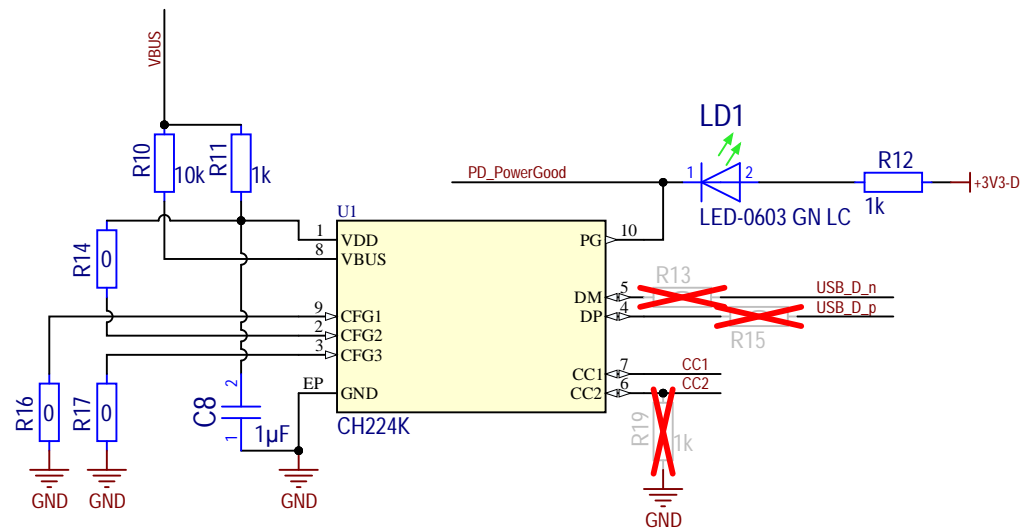 VBUS
R10
10k
R11
1k
LD1
PD_PowerGood
1
2
LED-0603 GN LC
R12
1k
+3V3-D
R14
0
U1
1
VDD
8
VBUS
9
CFG1
2
CFG2
3
CFG3
EP
GND
PG
10
DM
5
DP
4
CC1
7
CC2
6
CH224K
R13
USB_D_n
USB_D_p
R15
CC1
CC2
R19
1k
GND
R16
0
GND
R17
0
GND
C8
2
1
1µF
GND